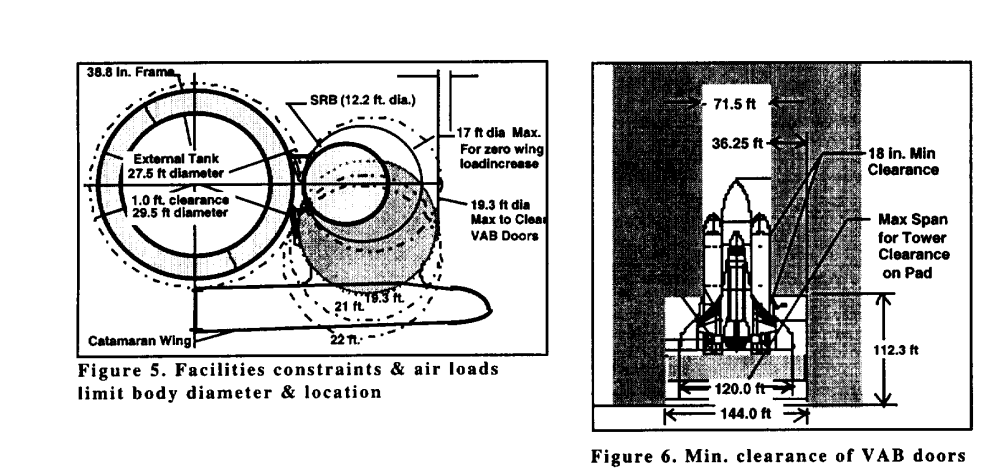 38.8 In. Frame
SRB (12.2 ft. dia.)
17 ft dia Max.
For zero wing
loadincrease
External Tank
27.5 ft diameter
1.0 ft. clearance
29.5 ft diameter
19.3 ft dia
Max to Clear
VAB Doors
19.3 ft.
21 ft.
22 ft.
Catamaran Wing
Figure 5. Facilities constraints & air loads
limit body diameter & location
71.5 ft
36.25 ft
18 in. Min
Clearance
Max Span
for Tower
Clearance
on Pad
112.3 ft
120.0 ft
144.0 ft
Figure 6. Min. clearance of VAB doors